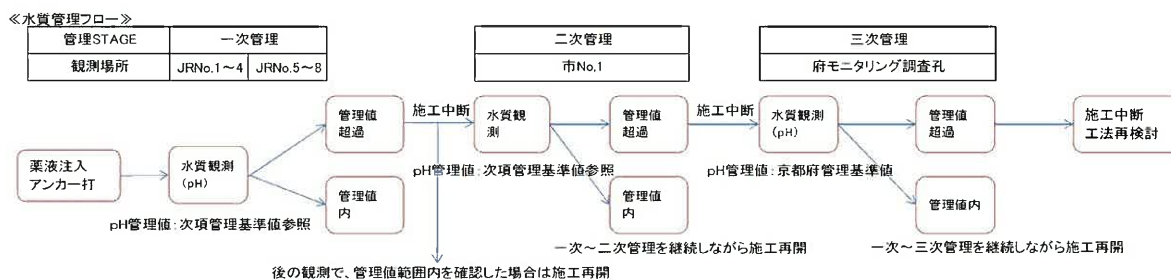 ≪水質管理フロー≫
管理STAGE 一次管理
観測場所 JRNo.1～4 JRNo.5～8
二次管理
市No.1
三次管理
府モニタリング調査孔
薬液注入
アンカー打
水質観測
(pH)
pH管理値:次項管理基準値参照
管理値
超過
管理値
内
施工中断
後の観測で、管理値範囲内を確認した場合は施工再開
水質観
測
pH管理値:次項管理基準値参照
管理値
超過
管理値
内
一次～二次管理を継続しながら施工再開
施工中断
水質観測
(pH)
pH管理値:京都府管理基準値
管理値
超過
管理値内
一次～三次管理を継続しながら施工再開
施工中断
工法再検討